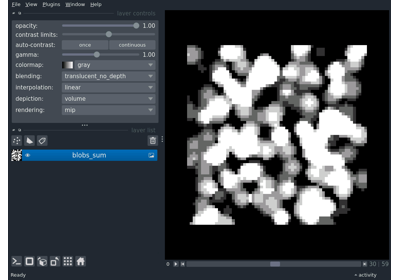 File View Plugins Window Help
layer controls
opacity: 1.00
contrast limits:
auto-contrast: once continuous
gamma: 1.00
colormap: gray
blending: translucent_no_depth
interpolation: linear
depiction: volume
rendering: mip
layer list
blobs_sum
30 59
Ready activity